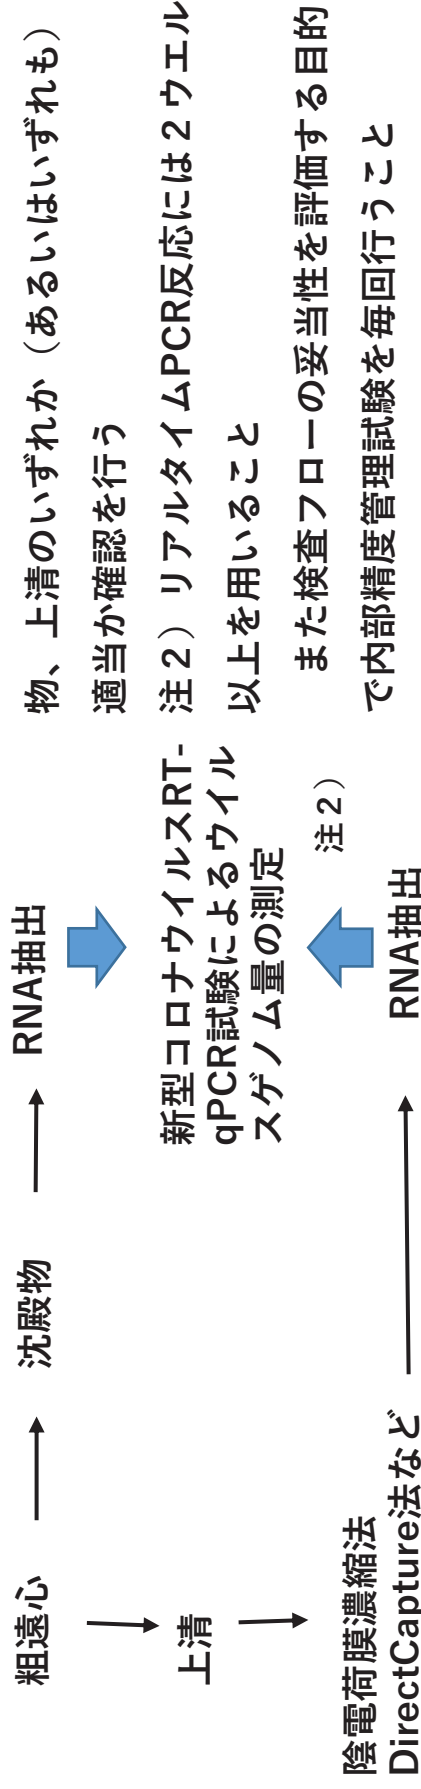 粗遠心
沈殿物
RNA抽出
上清
陰電荷膜濃縮法
DirectCapture法など
RNA抽出
新型コロナウイルスRT-
qPCR試験によるウイル
スゲノム量の測定
注２）
物、上清のいずれか（あるいはいずれも）
適当か確認を行う
注２）リアルタイムPCR反応には２ウエル
以上を用いること
また検査フローの妥当性を評価する目的
で内部精度管理試験を毎回行うこと